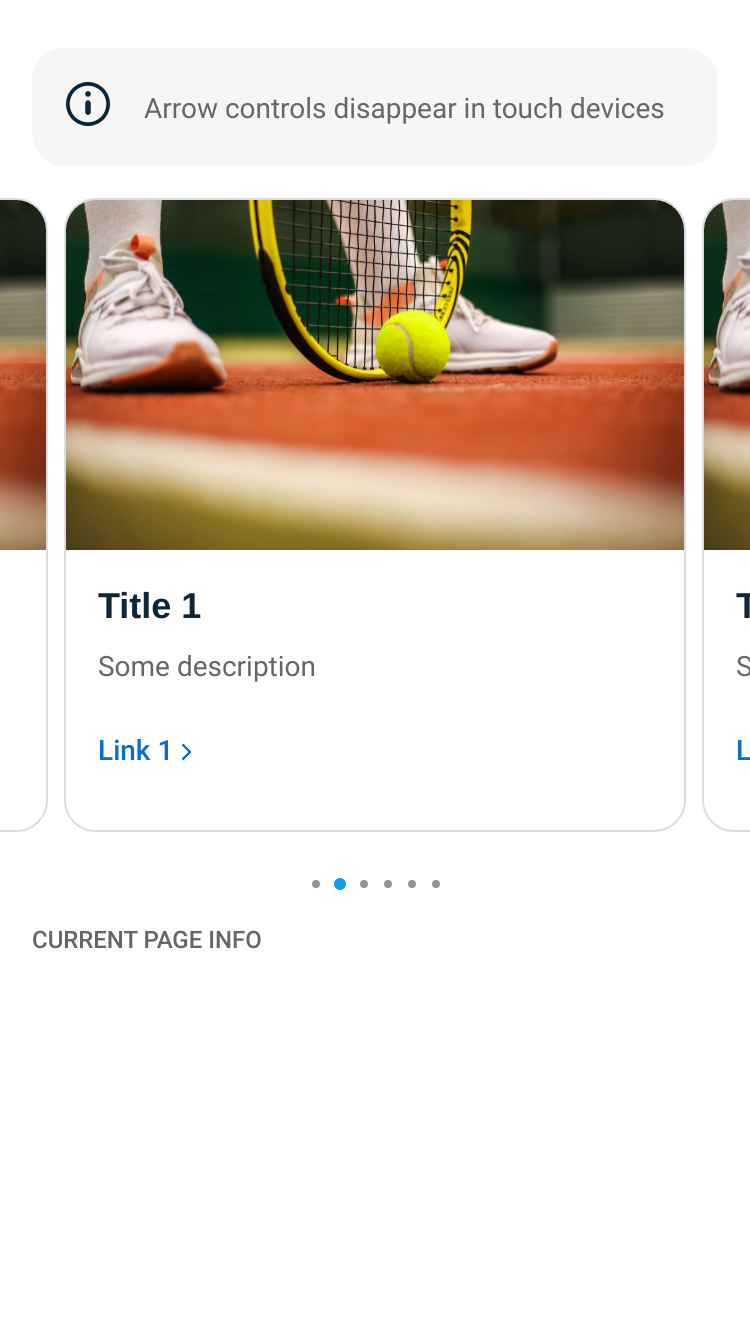 Arrow controls disappear in touch devices
Title 1
Some description
Link 1
CURRENT PAGE INFO